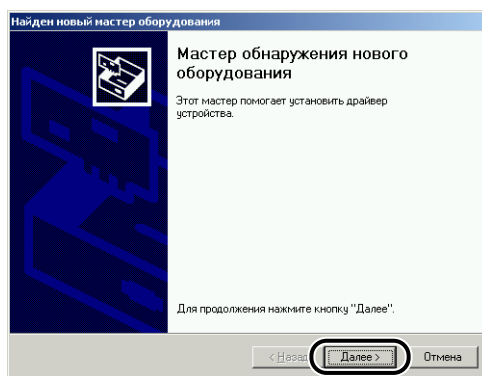 Найден новый мастер оборудования
Мастер обнаружения нового
оборудования
Этот мастер помогает установить драйвер
устройства.
Для продолжения нажмите кнопку "Далее".
< Назад
Далее >
Отмена